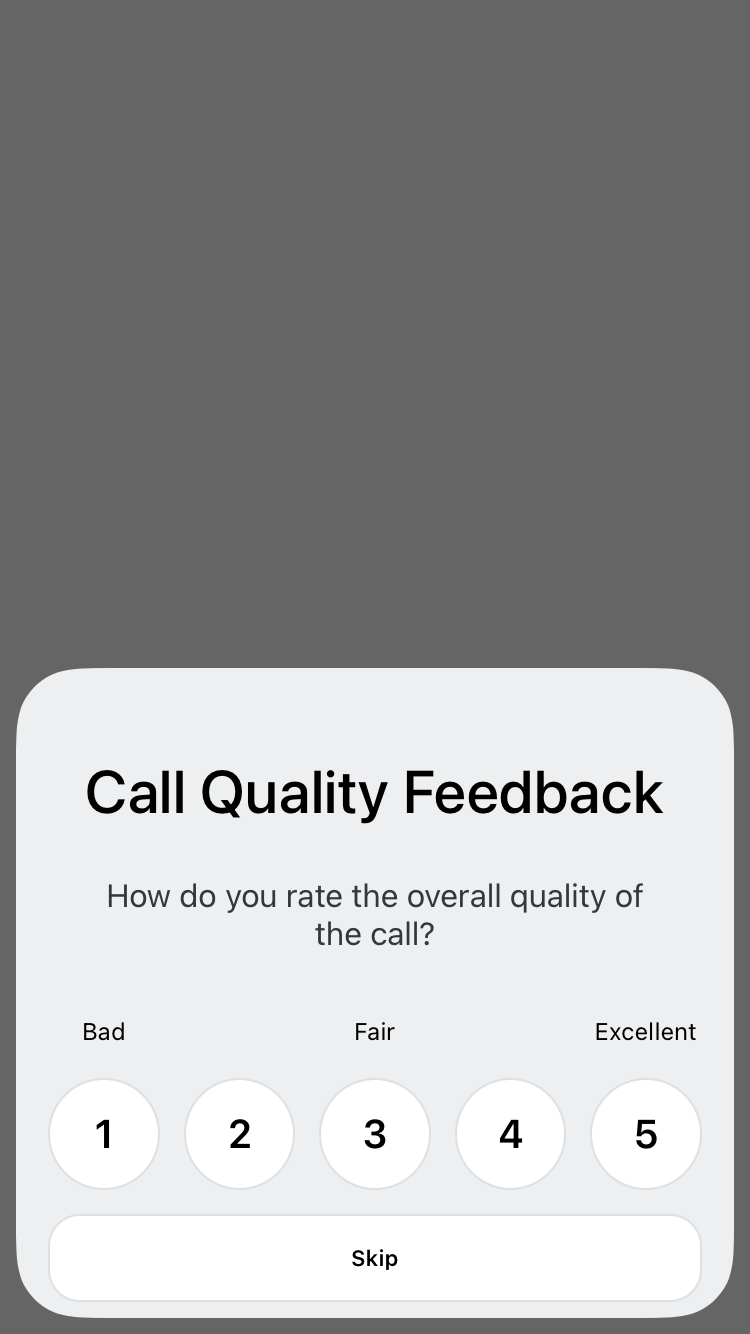 Call Quality Feedback
How do you rate the overall quality of
the call?
Bad Fair Excellent
1 2 3 4 5
Skip